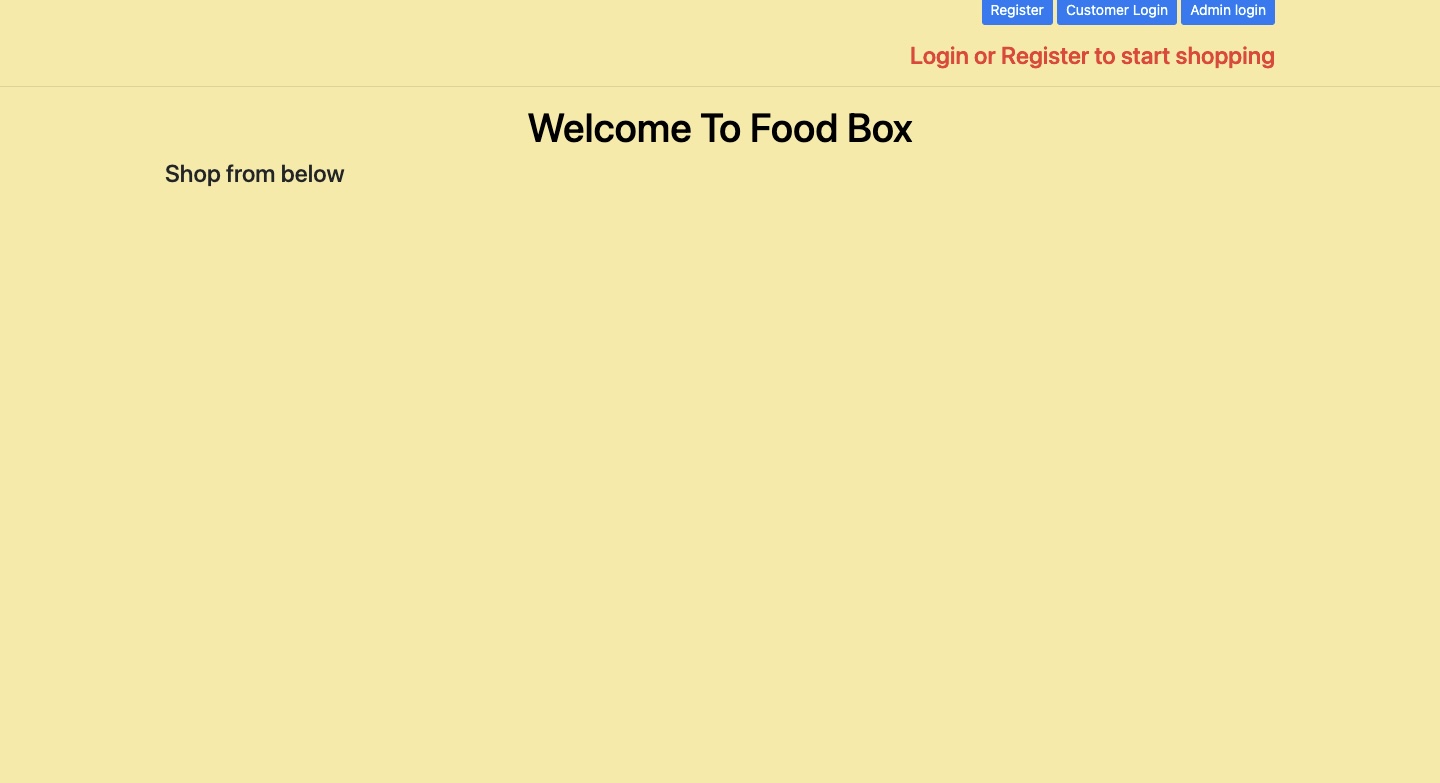 Register Customer Login Admin login
Login or Register to start shopping
Welcome To Food Box
Shop from below